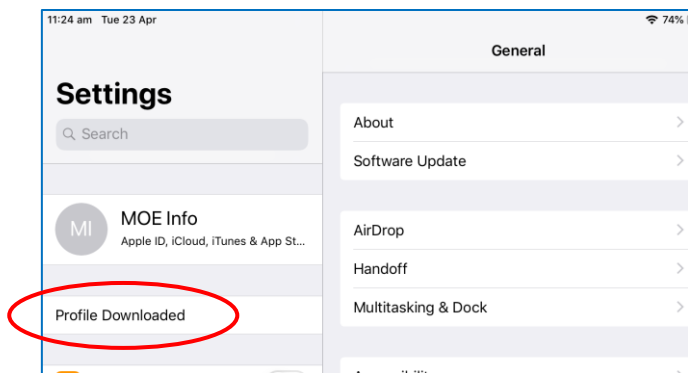 11:24 am Tue 23 Apr
74%
Settings
Search
MI
MOE Info
Apple ID, iCloud, iTunes & App St...
Profile Downloaded
General
About
Software Update
AirDrop
Handoff
Multitasking & Dock